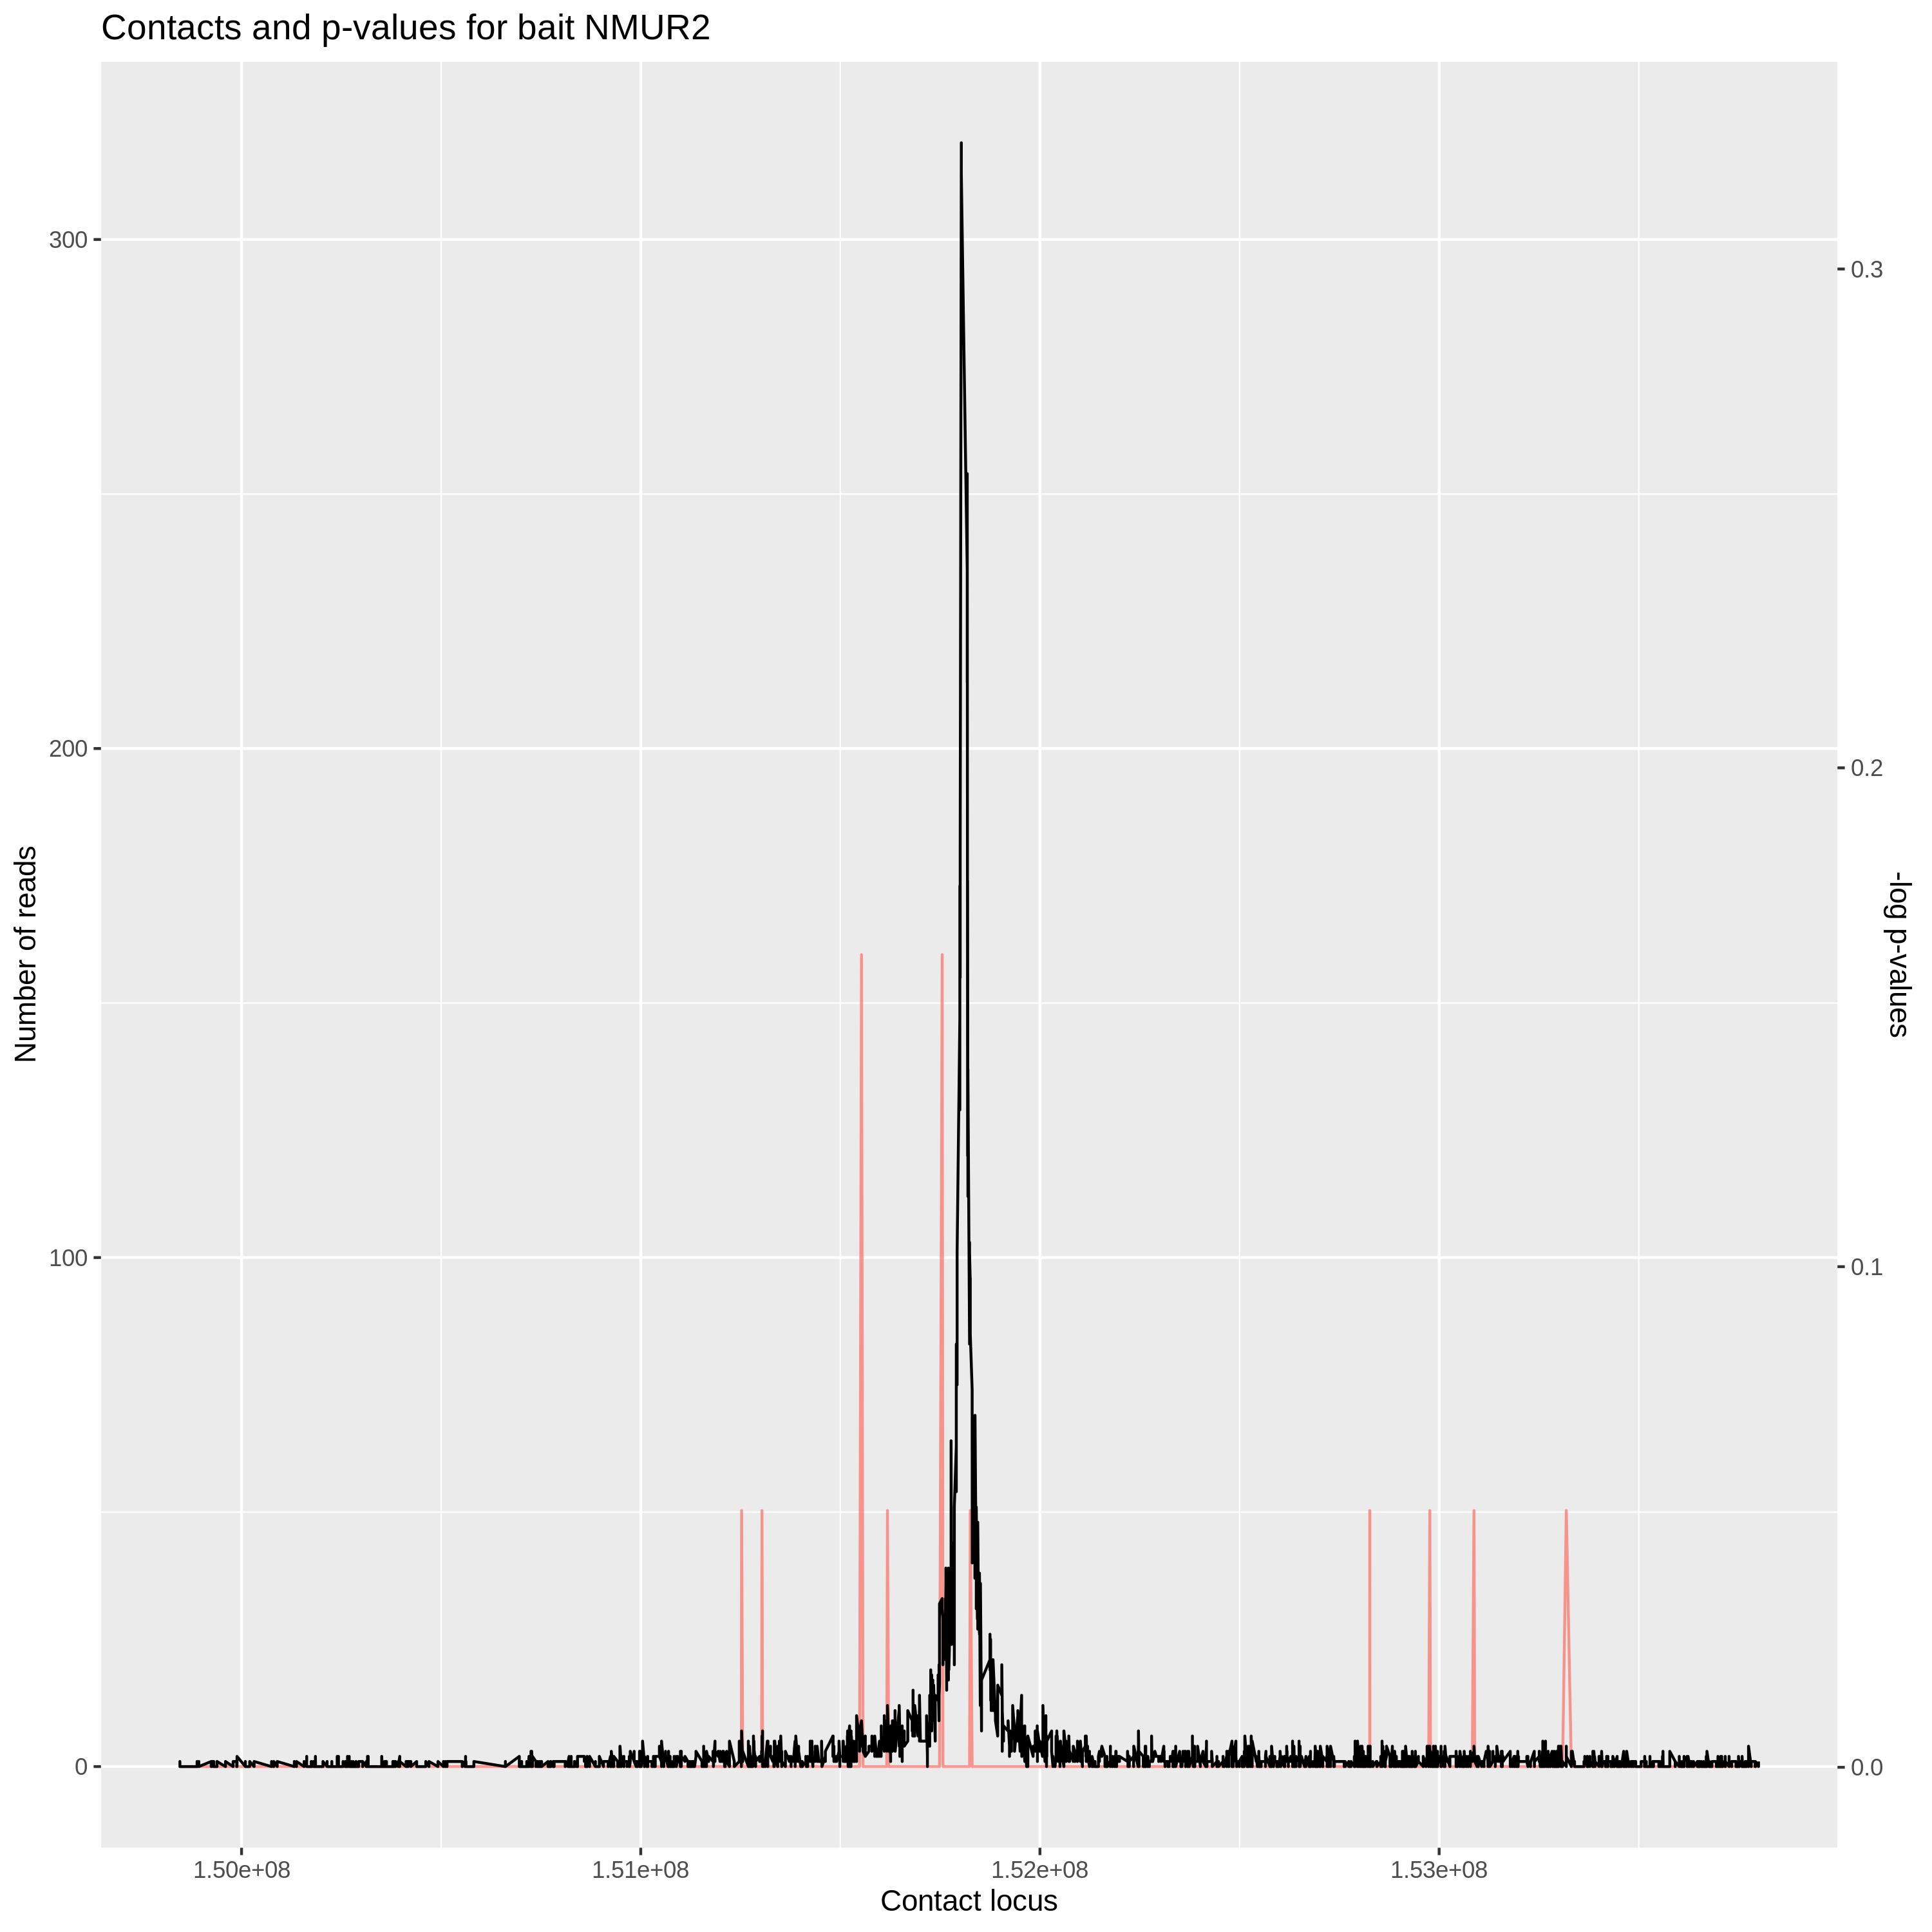 Contacts and p-values for bait NMUR2
300
200
100
0
0.3
0.2
0.1
0.0
Number of reads
-log p-values
1.50e+08
1.51e+08
1.52e+08
1.53e+08
Contact locus